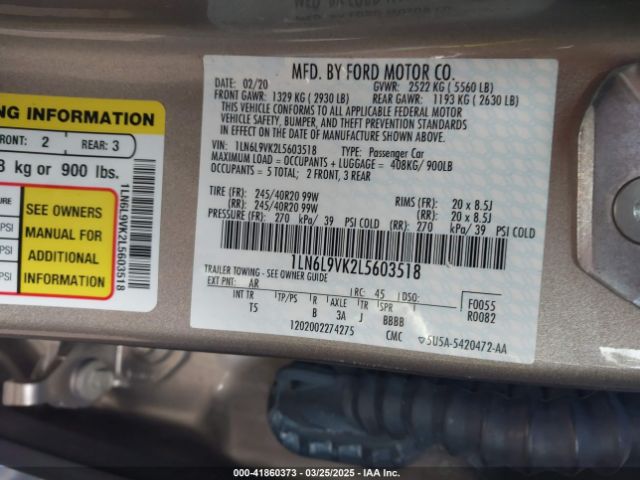 MFD. BY FORD MOTOR CO.
DATE: 02/20 GVWR: 2522 KG ( 5560 LB)
FRONT GAWR: 1329 KG ( 2930 LB) REAR GAWR: 1193 KG ( 2630 LB)
THIS VEHICLE CONFORMS TO ALL APPLICABLE FEDERAL MOTOR
VEHICLE SAFETY, BUMPER, AND THEFT PREVENTION STANDARDS
IN EFFECT ON THE DATE OF MANUFACTURE SHOWN ABOVE.
VIN: 1LN6L9VK2L5603518 TYPE: Passenger Car
MAXIMUM LOAD = OCCUPANTS + LUGGAGE = 408KG/ 900LB
OCCUPANTS = 5 TOTAL; 2 FRONT, 3 REAR
TIRE (FR): 245/40R20 99W RIMS (FR): 20 x 8.5J
(RR): 245/40R20 99W (RR): 20 x 8.5J
PRESSURE (FR): 270 kPa/ 39 PSI COLD (RR): 270 kPa/ 39 PSI COLD
1LN6L9VK2L5603518
TRAILER TOWING - SEE OWNER GUIDE
EXT PNT: AR RC: 45 DSO: F0055
INT TR TP/PS R AXLE TR SPR R0082
T5 B 3A J BBBB
1202002274275 CMC 5U5A-5420472-AA
NG INFORMATION
FRONT: 2 REAR: 3
kg or 900 lbs.
SEE OWNERS
MANUAL FOR
ADDITIONAL
INFORMATION
PSI
PSI
PSI
1LN6L9VK2L5603518
000-41860373 — 03/25/2025 — IAA Inc.